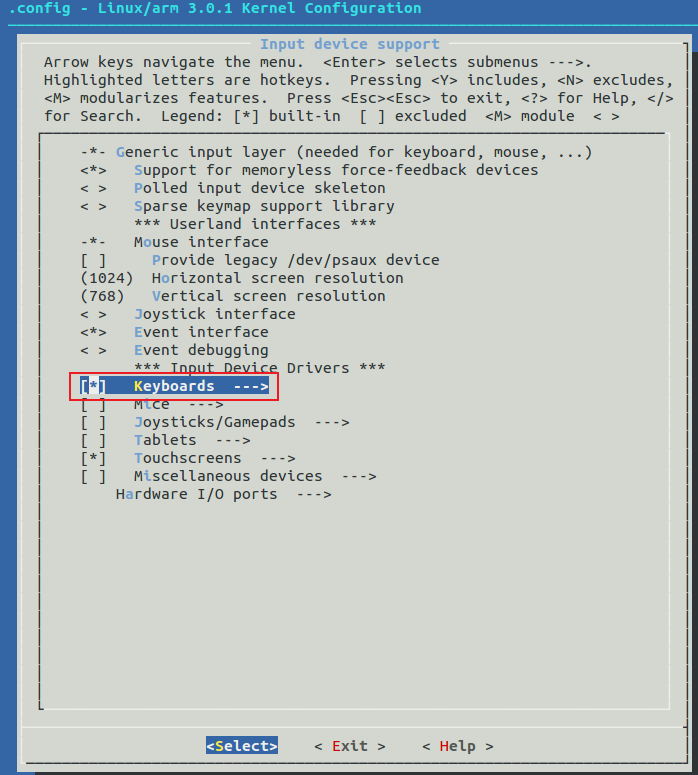 .config - Linux/arm 3.0.1 Kernel Configuration
Input device support
Arrow keys navigate the menu.  <Enter> selects submenus --->.
Highlighted letters are hotkeys.  Pressing <Y> includes, <N> excludes,
<M> modularizes features.  Press <Esc><Esc> to exit, <?> for Help, </>
for Search.  Legend: [*] built-in  [ ] excluded  <M> module  < >
-*- Generic input layer (needed for keyboard, mouse, ...)
<*>   Support for memoryless force-feedback devices
< >   Polled input device skeleton
< >   Sparse keymap support library
*** Userland interfaces ***
-*-   Mouse interface
[ ]     Provide legacy /dev/psaux device
(1024)  Horizontal screen resolution
(768)   Vertical screen resolution
< >   Joystick interface
<*>   Event interface
< >   Event debugging
*** Input Device Drivers ***
[*]   Keyboards  --->
[ ]   Mice  --->
[ ]   Joysticks/Gamepads  --->
[ ]   Tablets  --->
[*]   Touchscreens  --->
[ ]   Miscellaneous devices  --->
Hardware I/O ports  --->
<Select>    < Exit >    < Help >